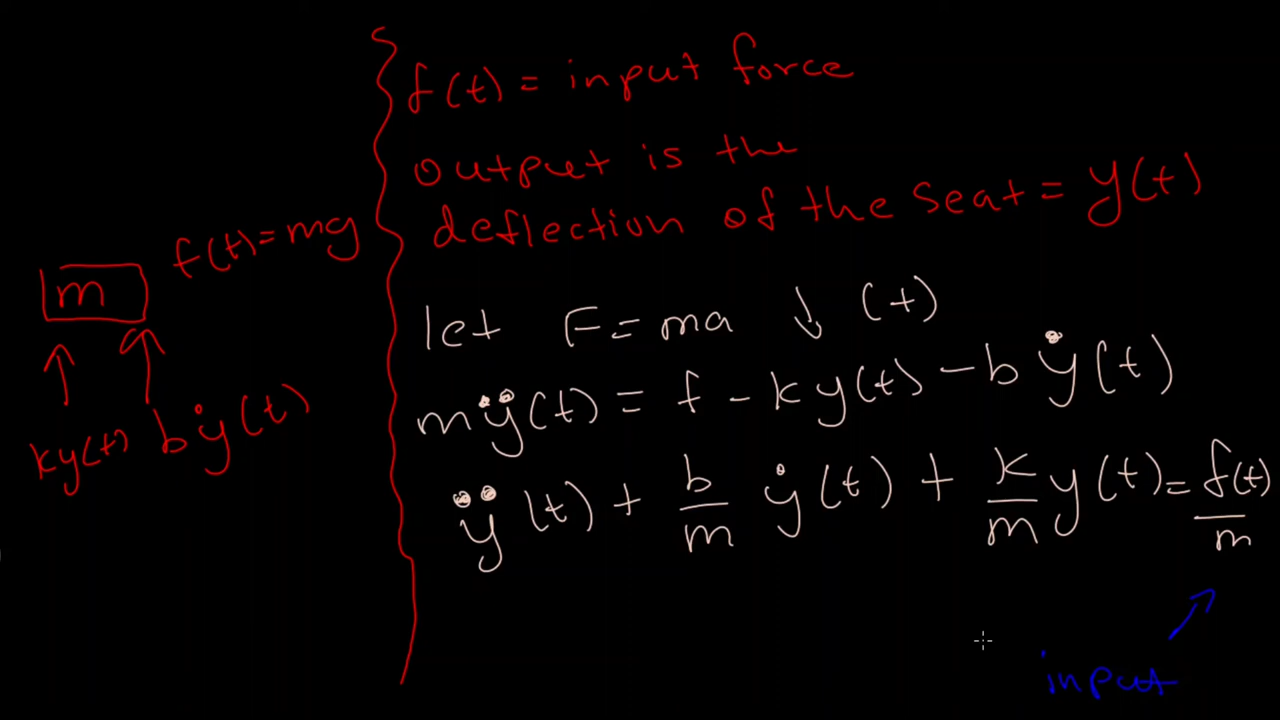 f(t) = mg
m
ky(t) bẏ(t)
f(t) = input force
output is the
deflection of the seat = y(t)
let F = ma ↓ (+)
mÿ(t) = f - ky(t) - bẏ(t)
ÿ(t) + b/m ẏ(t) + k/m y(t) = f(t)/m
input